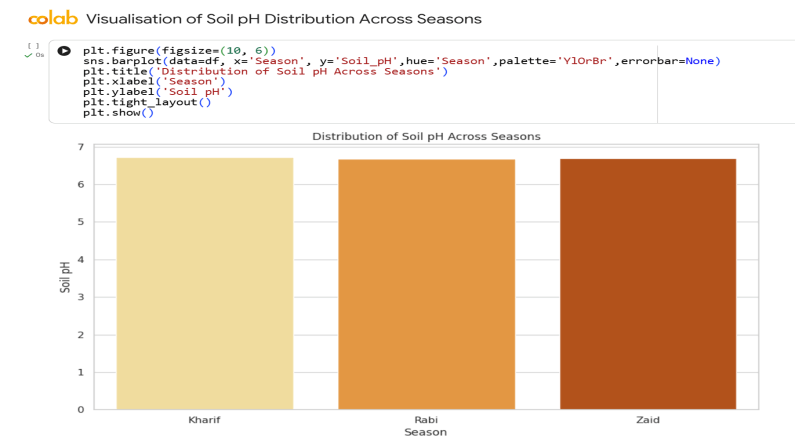 colab Visualisation of Soil pH Distribution Across Seasons
[ ]
0s
plt.figure(figsize=(10, 6))
sns.barplot(data=df, x='Season', y='Soil_pH',hue='Season',palette='YlOrBr',errorbar=None)
plt.title('Distribution of Soil pH Across Seasons')
plt.xlabel('Season')
plt.ylabel('Soil pH')
plt.tight_layout()
plt.show()
Distribution of Soil pH Across Seasons
7
6
5
4
3
2
1
0
Soil pH
Kharif Rabi Zaid
Season